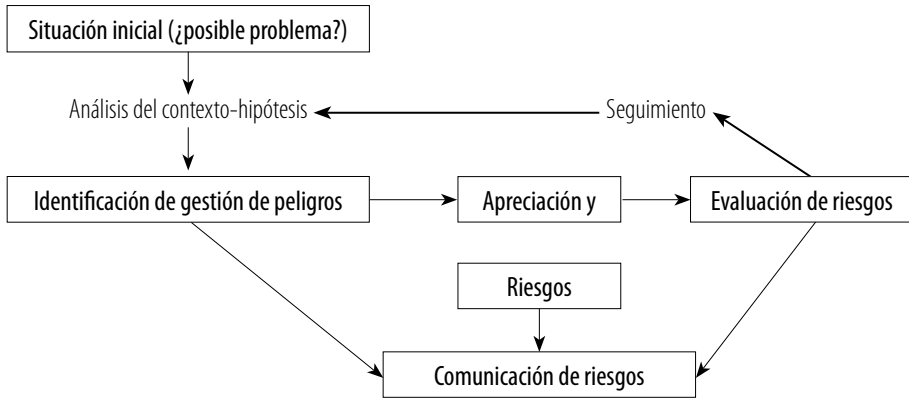 Situación inicial (¿posible problema?)
Análisis del contexto-hipótesis
Seguimiento
Identificación de gestión de peligros
Apreciación y
Evaluación de riesgos
Riesgos
Comunicación de riesgos